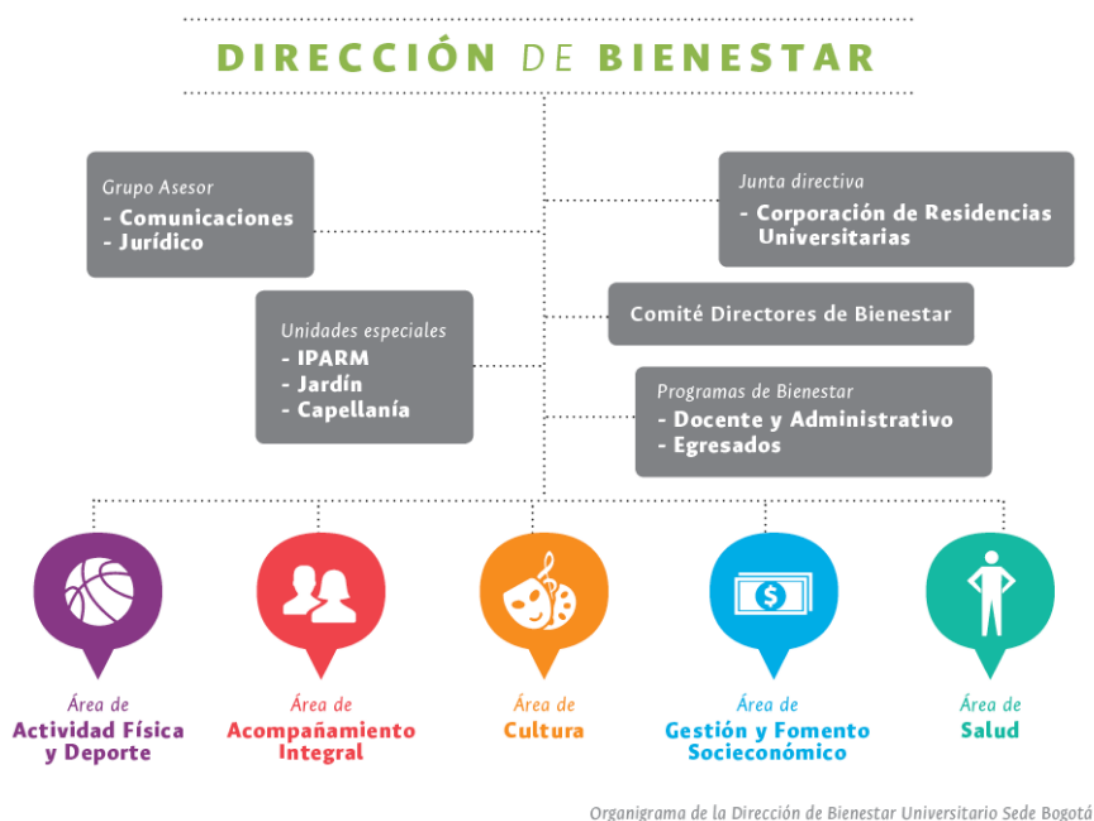 DIRECCIÓN DE BIENESTAR
Grupo Asesor
- Comunicaciones
- Jurídico
Junta directiva
- Corporación de Residencias
Universitarias
Unidades especiales
- IPARM
- Jardín
- Capellanía
Comité Directores de Bienestar
Programas de Bienestar
- Docente y Administrativo
- Egresados
$
Área de
Actividad Física
y Deporte
Área de
Acompañamiento
Integral
Área de
Cultura
Área de
Gestión y Fomento
Socieconómico
Área de
Salud
Organigrama de la Dirección de Bienestar Universitario Sede Bogotá